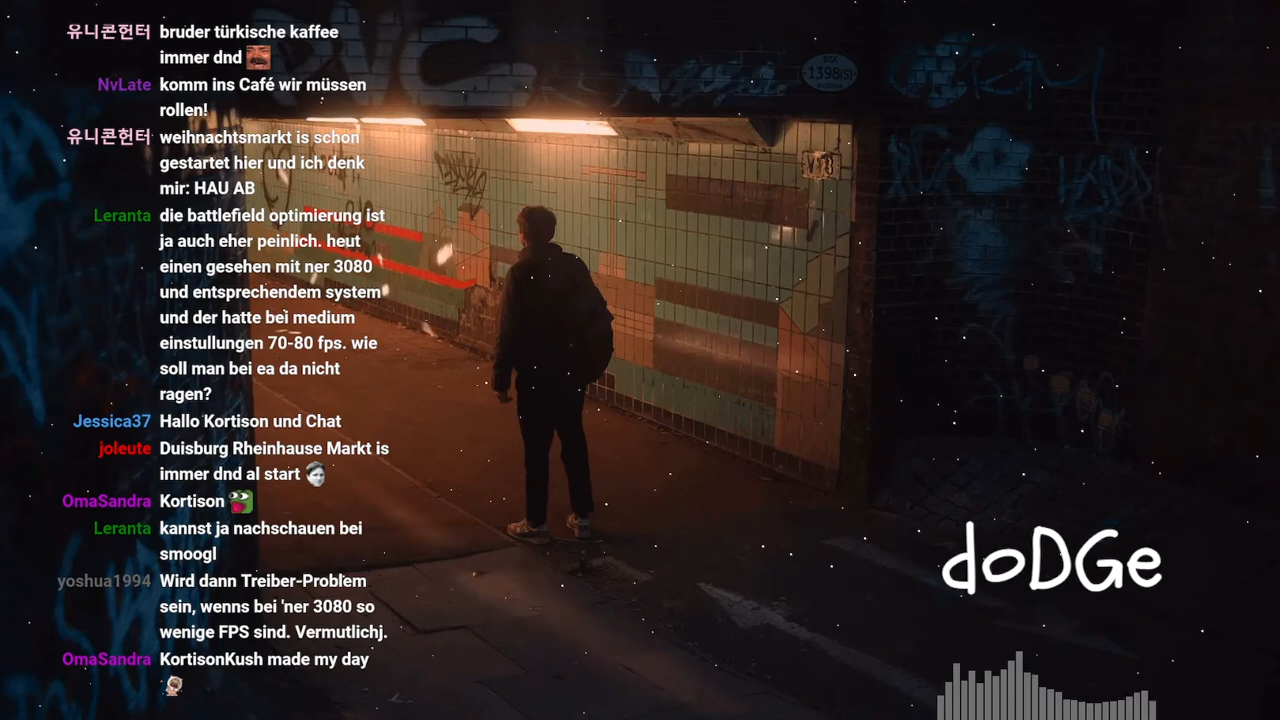 유니콘헌터 bruder türkische kaffee
immer dnd
NvLate komm ins Café wir müssen
rollen!
유니콘헌터 weihnachtsmarkt is schon
gestartet hier und ich denk
mir: HAU AB
Leranta die battlefield optimierung ist
ja auch eher peinlich. heut
einen gesehen mit ner 3080
und entsprechendem system
und der hatte bei medium
einstullungen 70-80 fps. wie
soll man bei ea da nicht
ragen?
Jessica37 Hallo Kortison und Chat
joleute Duisburg Rheinhause Markt is
immer dnd al start
OmaSandra Kortison
Leranta kannst ja nachschauen bei
smoogl
yoshua1994 Wird dann Treiber-Problem
sein, wenns bei 'ner 3080 so
wenige FPS sind. Vermutlichj.
OmaSandra KortisonKush made my day
BGK
1398(S)
doDGe